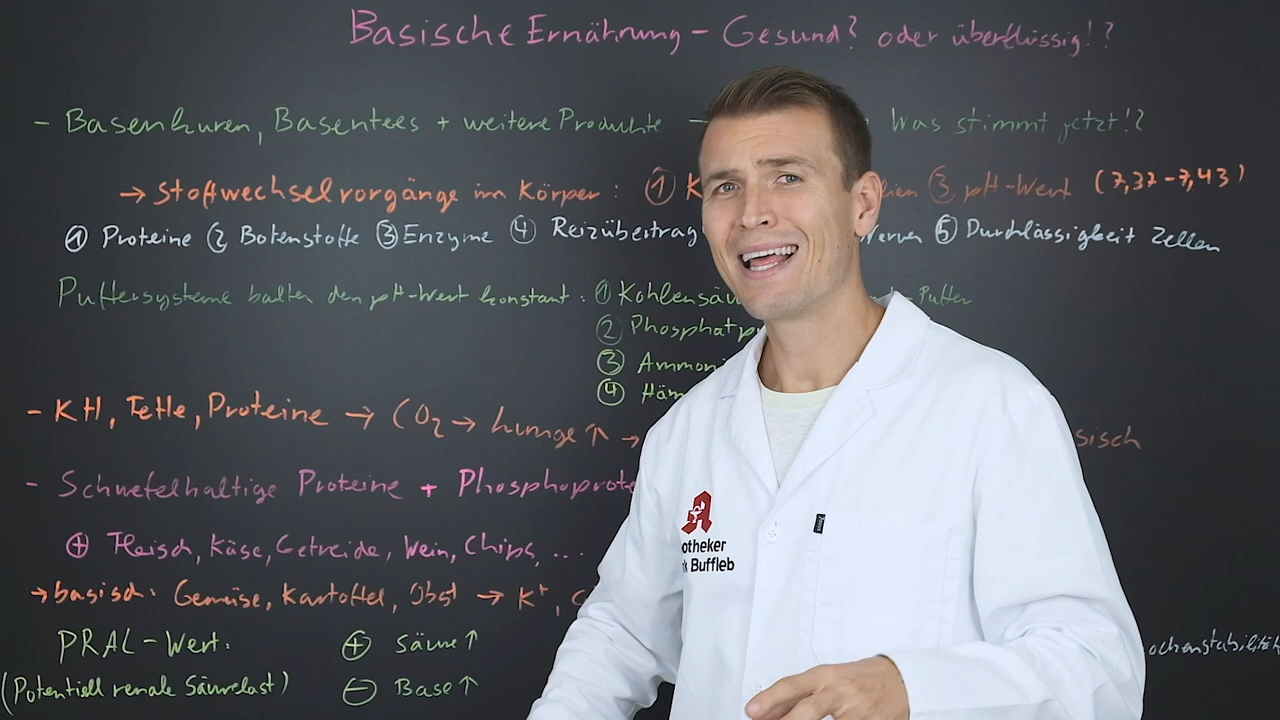 Basische Ernährung - Gesund? oder überflüssig!?
- Basenkuren, Basentees + weitere Produkte - Was stimmt jetzt!?
→ Stoffwechselvorgänge im Körper: ① K ③ pH-Wert (7,37-7,43)
① Proteine ② Botenstoffe ③ Enzyme ④ Reizübertrag Nerven ⑤ Durchlässigkeit Zellen
Puffersysteme halten den pH-Wert konstant: ① Kohlensäu -Puffer
② Phosphatp
③ Ammoni
④ Häm
- KH, Fette, Proteine → CO₂ → Lunge ↑ → sisch
- Schwefelhaltige Proteine + Phosphoprote
⊕ Fleisch, Käse, Getreide, Wein, Chips, ...
→ basisch: Gemüse, Kartoffel, Obst → K⁺, C
PRAL-Wert: ⊕ Säure ↑
(Potentiell renale Säurelast) ⊖ Base ↑
ochenstabilität
otheker
k Buffleb